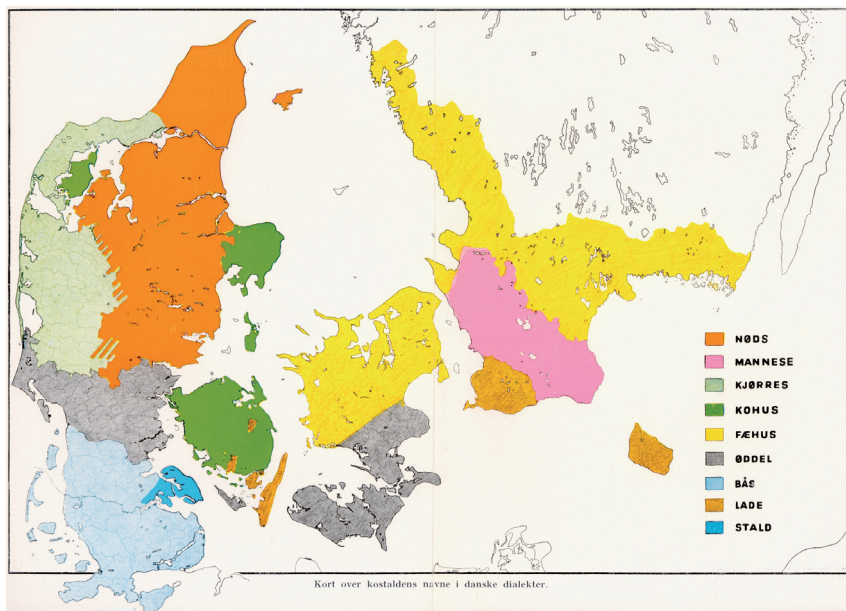 NØDS
MANNESE
KJØRRES
KOHUS
FÆHUS
ØDDEL
BÅS
LADE
STALD
Kort over kostaldens navne i danske dialekter.